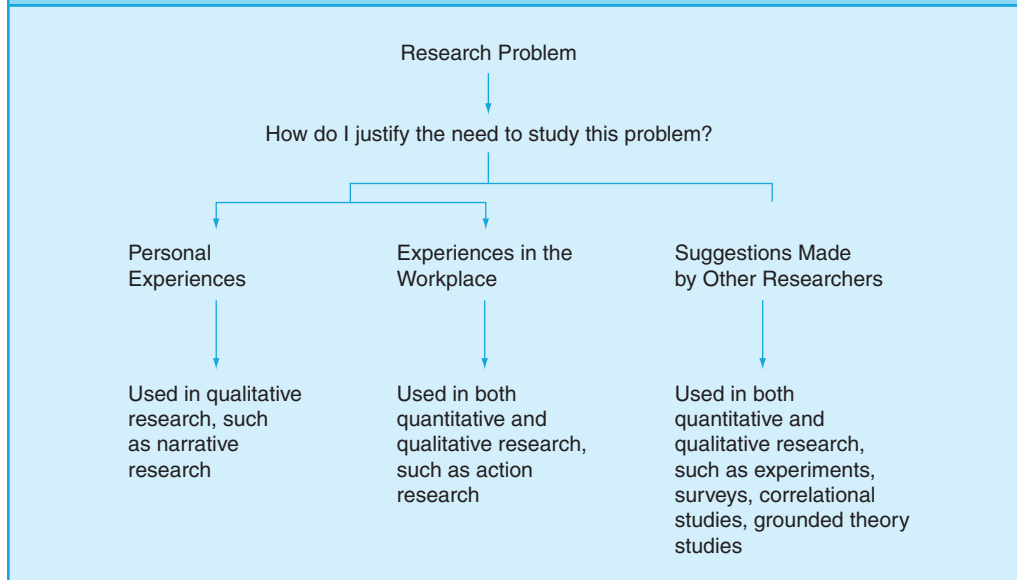 Research Problem
How do I justify the need to study this problem?
Personal
Experiences
Experiences in the
Workplace
Suggestions Made
by Other Researchers
Used in qualitative
research, such
as narrative
research
Used in both
quantitative and
qualitative research,
such as action
research
Used in both
quantitative and
qualitative research,
such as experiments,
surveys, correlational
studies, grounded theory
studies